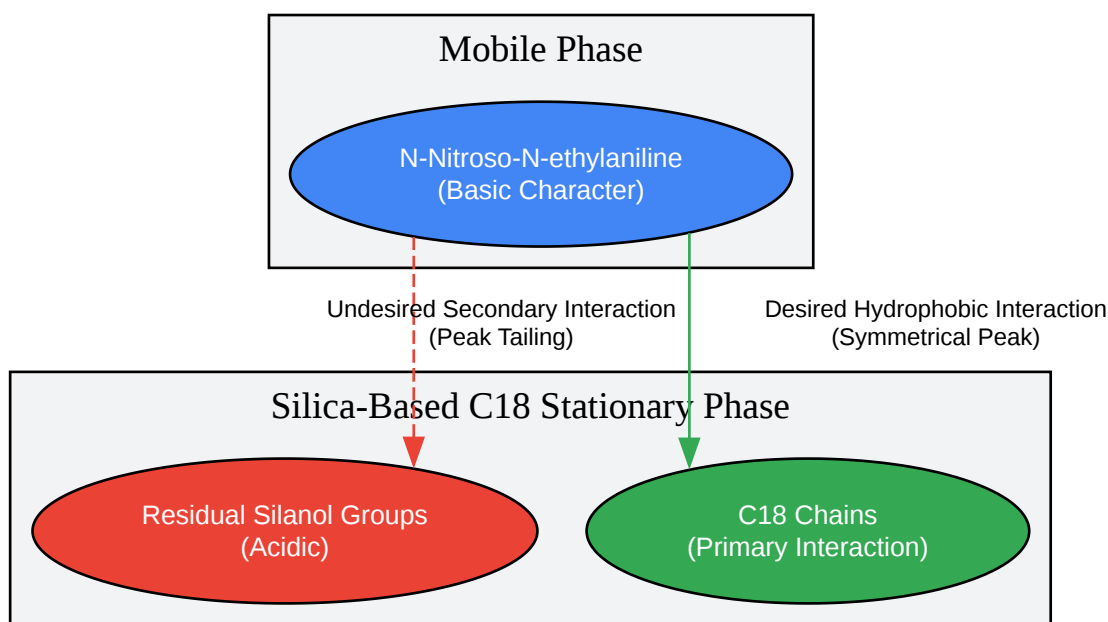 Mobile Phase
N-Nitroso-N-ethylaniline
(Basic Character)
Undesired Secondary Interaction
(Peak Tailing)
Desired Hydrophobic Interaction
(Symmetrical Peak)
Silica-Based C18 Stationary Phase
Residual Silanol Groups
(Acidic)
C18 Chains
(Primary Interaction)